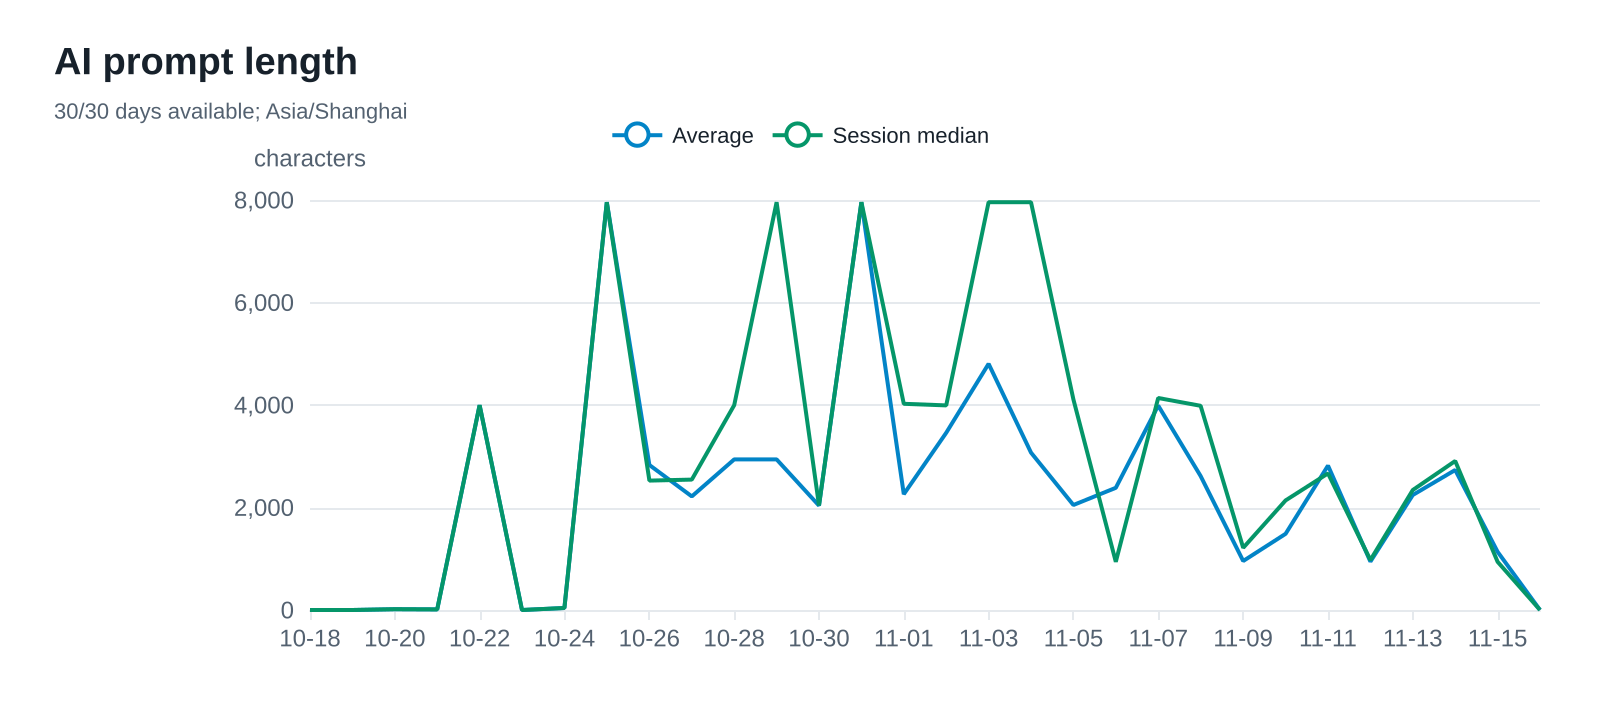 AI prompt length
30/30 days available; Asia/Shanghai
Average Session median
characters
8,000
6,000
4,000
2,000
0
10-18 10-20 10-22 10-24 10-26 10-28 10-30 11-01 11-03 11-05 11-07 11-09 11-11 11-13 11-15